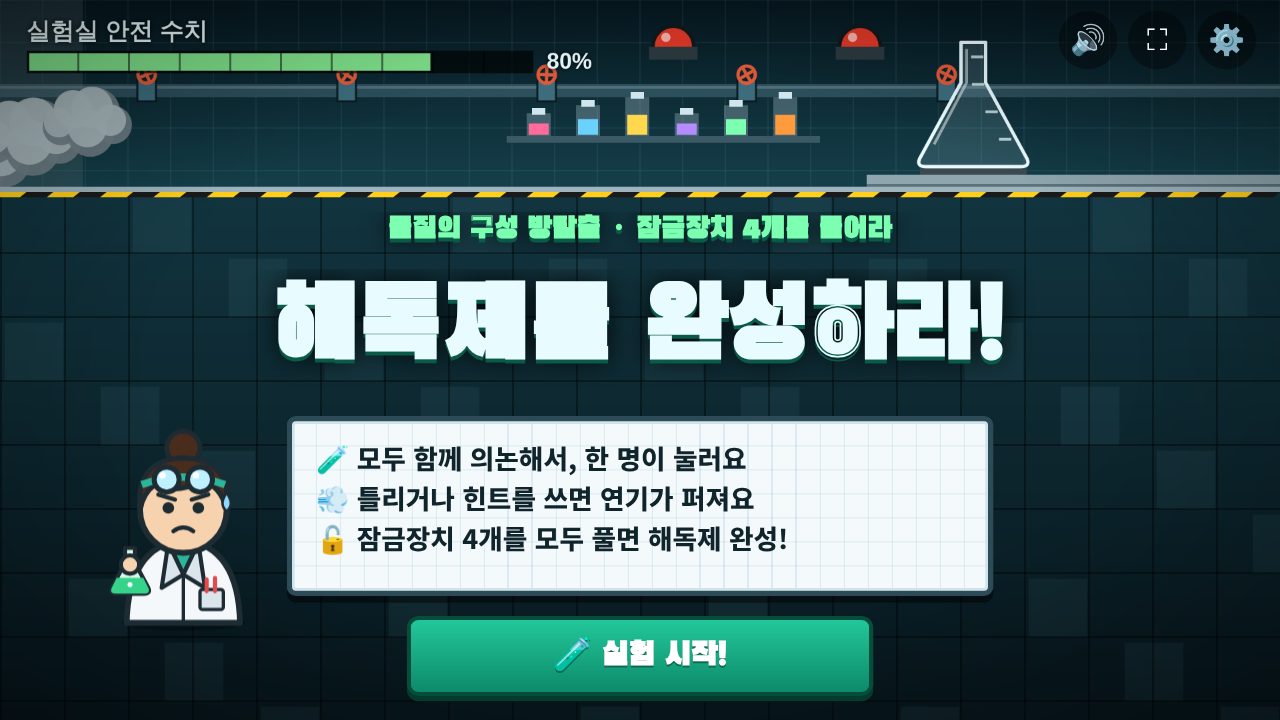 실험실 안전 수치
80%
물질의 구성 방탈출 · 잠금장치 4개를 풀어라
해독제를 완성하라!
모두 함께 의논해서, 한 명이 눌러요
틀리거나 힌트를 쓰면 연기가 퍼져요
잠금장치 4개를 모두 풀면 해독제 완성!
실험 시작!